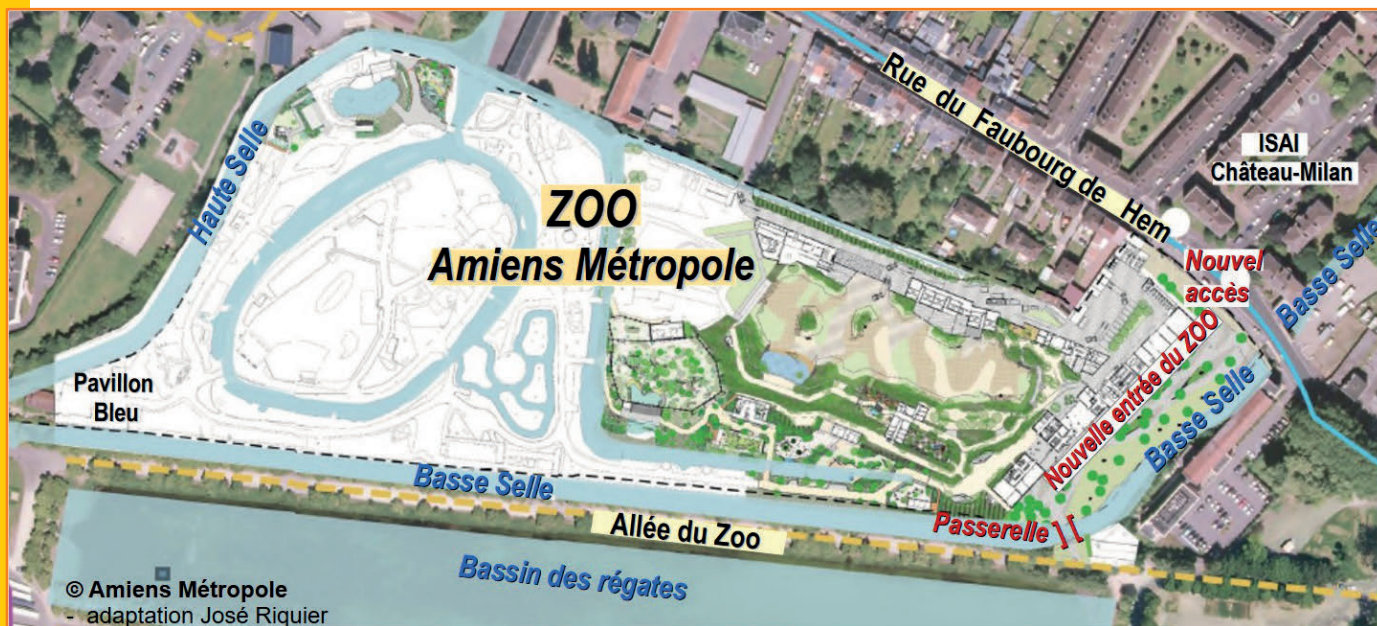 Rue du Faubourg de Hem
ISAI
Château-Milan
Haute Selle
ZOO
Amiens Métropole
Nouvel
accès
Basse Selle
Nouvelle entrée du ZOO
Basse Selle
Pavillon
Bleu
Basse Selle
Passerelle ] [
Allée du Zoo
Bassin des régates
© Amiens Métropole
- adaptation José Riquier